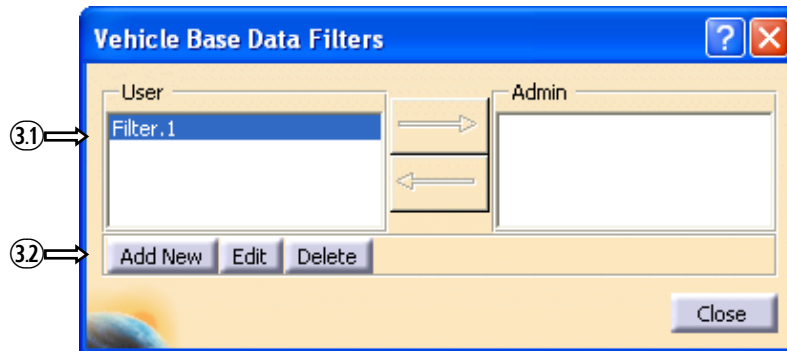 Vehicle Base Data Filters
User
Admin
3.1
Filter.1
3.2
Add New Edit Delete
Close